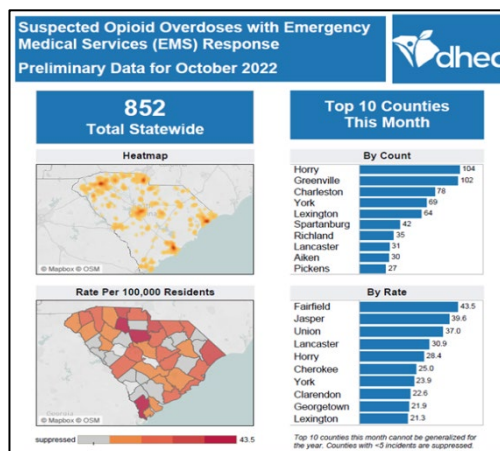 Suspected Opioid Overdoses with Emergency
Medical Services (EMS) Response
Preliminary Data for October 2022
dhec
852
Total Statewide
Top 10 Counties
This Month
Heatmap
© Mapbox © OSM
By Count
Horry 104
Greenville 102
Charleston 78
York 69
Lexington 64
Spartanburg 42
Richland 35
Lancaster 31
Aiken 30
Pickens 27
Rate Per 100,000 Residents
Georgia
© Mapbox © OSM
suppressed 43.5
By Rate
Fairfield 43.5
Jasper 39.6
Union 37.0
Lancaster 30.9
Horry 28.4
Cherokee 25.0
York 23.9
Clarendon 22.6
Georgetown 21.9
Lexington 21.3
Top 10 counties this month cannot be generalized for
the year. Counties with <5 incidents are suppressed.